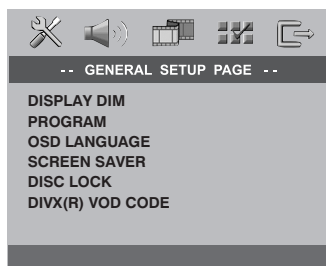 -- GENERAL SETUP PAGE --
DISPLAY DIM
PROGRAM
OSD LANGUAGE
SCREEN SAVER
DISC LOCK
DIVX(R) VOD CODE